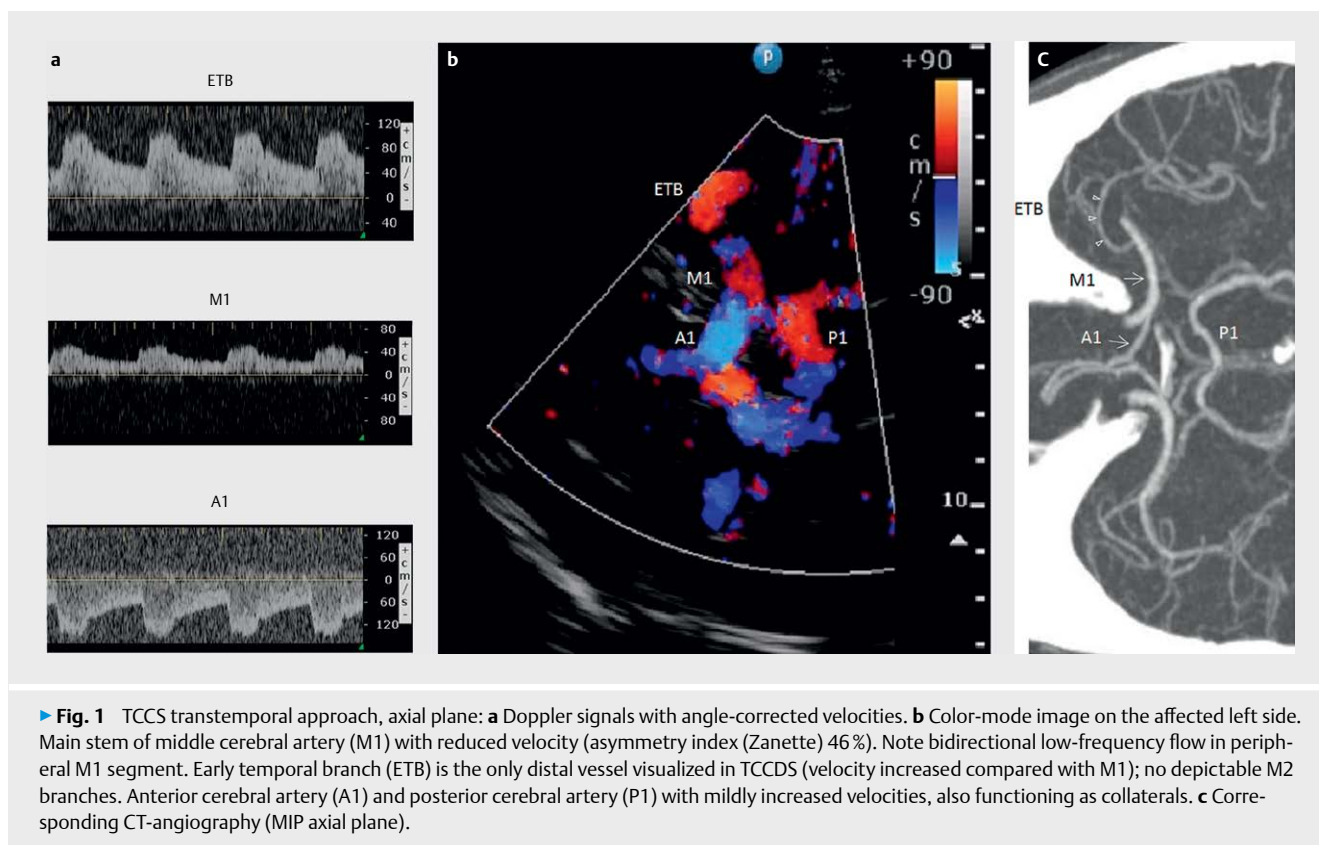 a
ETB
120
80
40
0
40
+
c
m
/
s
-
M1
80
40
0
40
80
+
c
m
/
s
-
A1
120
60
0
60
120
+
c
m
/
s
-
b
P
+90
c
m
/
s
-90
S
ETB
M1
A1
P1
10
C
ETB
M1
A1
P1
▶ Fig. 1 TCCS transtemporal approach, axial plane: a Doppler signals with angle-corrected velocities. b Color-mode image on the affected left side.
Main stem of middle cerebral artery (M1) with reduced velocity (asymmetry index (Zanette) 46 %). Note bidirectional low-frequency flow in periph-
eral M1 segment. Early temporal branch (ETB) is the only distal vessel visualized in TCCDS (velocity increased compared with M1); no depictable M2
branches. Anterior cerebral artery (A1) and posterior cerebral artery (P1) with mildly increased velocities, also functioning as collaterals. c Corre-
sponding CT-angiography (MIP axial plane).